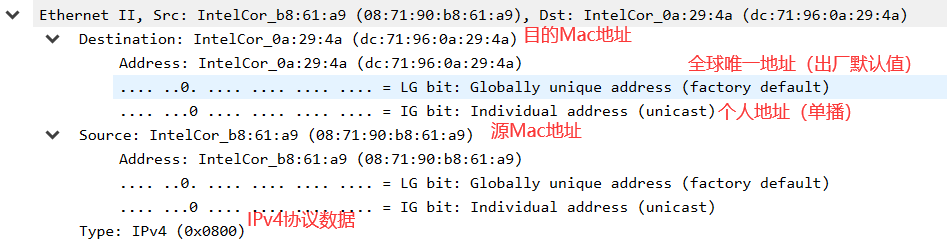 Ethernet II, Src: IntelCor_b8:61:a9 (08:71:90:b8:61:a9), Dst: IntelCor_0a:29:4a (dc:71:96:0a:29:4a)
Destination: IntelCor_0a:29:4a (dc:71:96:0a:29:4a) 目的Mac地址
Address: IntelCor_0a:29:4a (dc:71:96:0a:29:4a) 全球唯一地址（出厂默认值）
.... ..0. .... .... .... .... = LG bit: Globally unique address (factory default)
.... ...0 .... .... .... .... = IG bit: Individual address (unicast) 个人地址（单播）
Source: IntelCor_b8:61:a9 (08:71:90:b8:61:a9) 源Mac地址
Address: IntelCor_b8:61:a9 (08:71:90:b8:61:a9)
.... ..0. .... .... .... .... = LG bit: Globally unique address (factory default)
.... ...0 .... .... .... .... = IG bit: Individual address (unicast)
Type: IPv4 (0x0800) IPv4协议数据